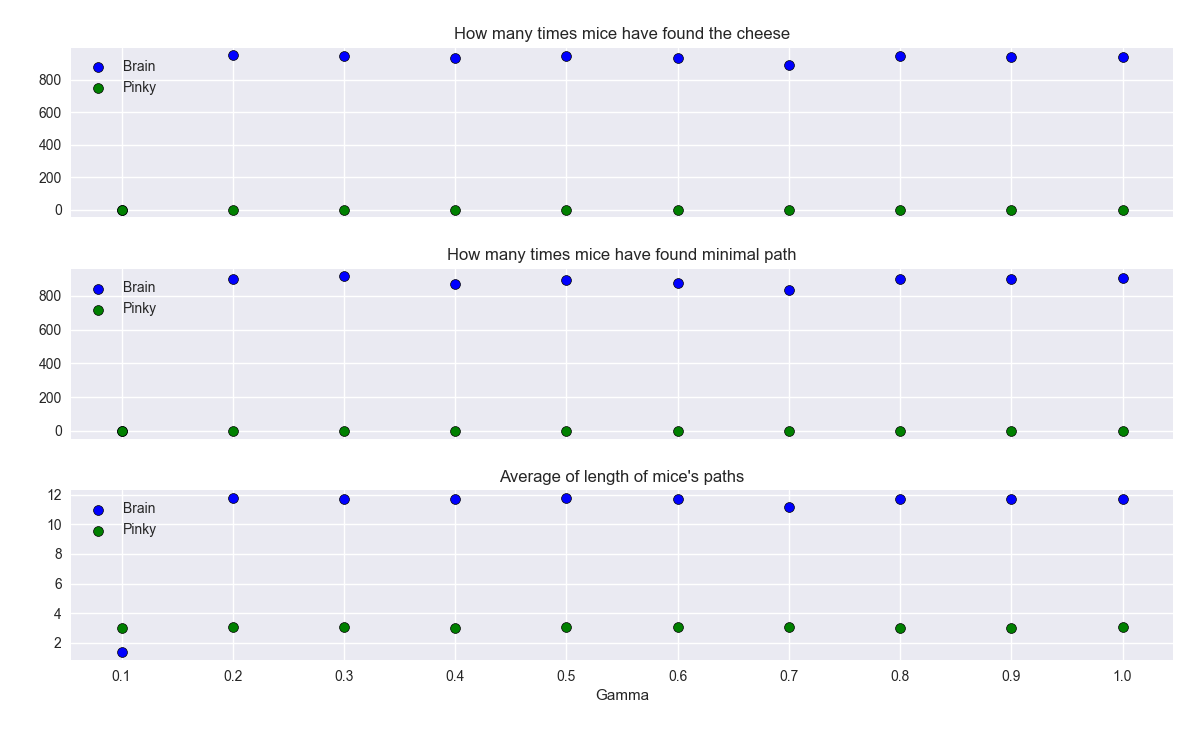 How many times mice have found the cheese
Brain
Pinky
800
600
400
200
0
How many times mice have found minimal path
Brain
Pinky
800
600
400
200
0
Average of length of mice's paths
Brain
Pinky
12
10
8
6
4
2
0.1 0.2 0.3 0.4 0.5 0.6 0.7 0.8 0.9 1.0
Gamma